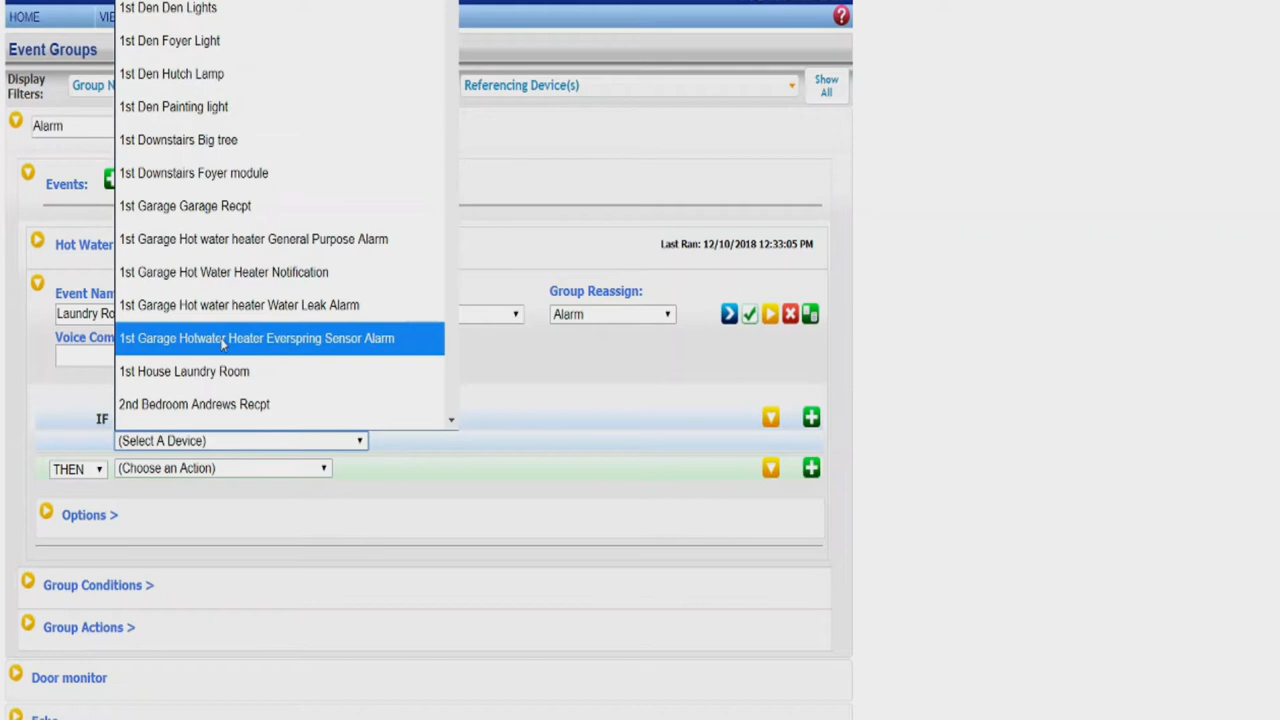 HOME
VIE
Event Groups
Display Filters:
Group N
Referencing Device(s)
Show All
Alarm
Events:
Hot Water
Last Ran: 12/10/2018 12:33:05 PM
Event Nam
Group Reassign:
Laundry Ro
Alarm
Voice Com
1st Den Den Lights
1st Den Foyer Light
1st Den Hutch Lamp
1st Den Painting light
1st Downstairs Big tree
1st Downstairs Foyer module
1st Garage Garage Recpt
1st Garage Hot water heater General Purpose Alarm
1st Garage Hot Water Heater Notification
1st Garage Hot water heater Water Leak Alarm
1st Garage Hotwater Heater Everspring Sensor Alarm
1st House Laundry Room
2nd Bedroom Andrews Recpt
IF
(Select A Device)
THEN
(Choose an Action)
Options >
Group Conditions >
Group Actions >
Door monitor